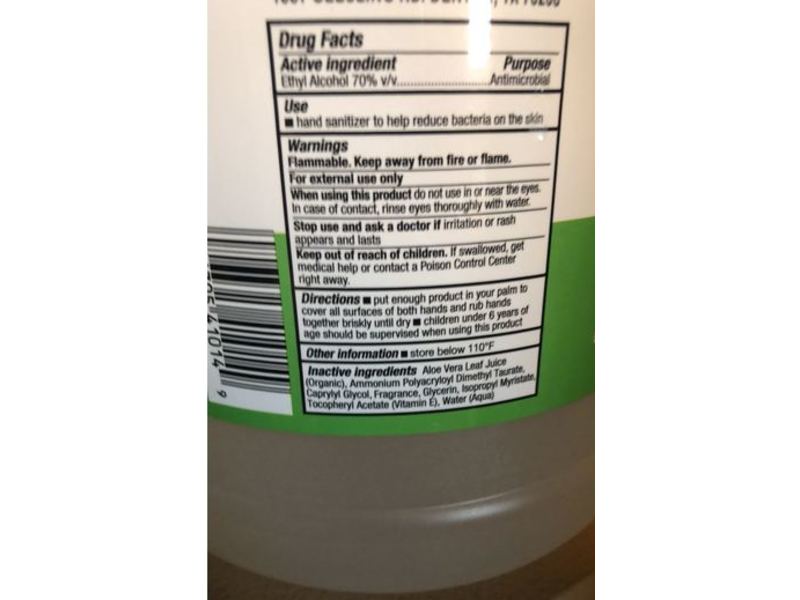 Drug Facts
Active ingredient Purpose
Ethyl Alcohol 70% v/v.......................Antimicrobial
Use
■ hand sanitizer to help reduce bacteria on the skin
Warnings
Flammable. Keep away from fire or flame.
For external use only
When using this product do not use in or near the eyes.
In case of contact, rinse eyes thoroughly with water.
Stop use and ask a doctor if irritation or rash
appears and lasts
Keep out of reach of children. If swallowed, get
medical help or contact a Poison Control Center
right away.
Directions ■ put enough product in your palm to
cover all surfaces of both hands and rub hands
together briskly until dry ■ children under 6 years of
age should be supervised when using this product
Other information ■ store below 110°F
Inactive ingredients Aloe Vera Leaf Juice
(Organic), Ammonium Polyacryloyl Dimethyl Taurate,
Caprylyl Glycol, Fragrance, Glycerin, Isopropyl Myristate,
Tocopheryl Acetate (Vitamin E), Water (Aqua)
41014 9